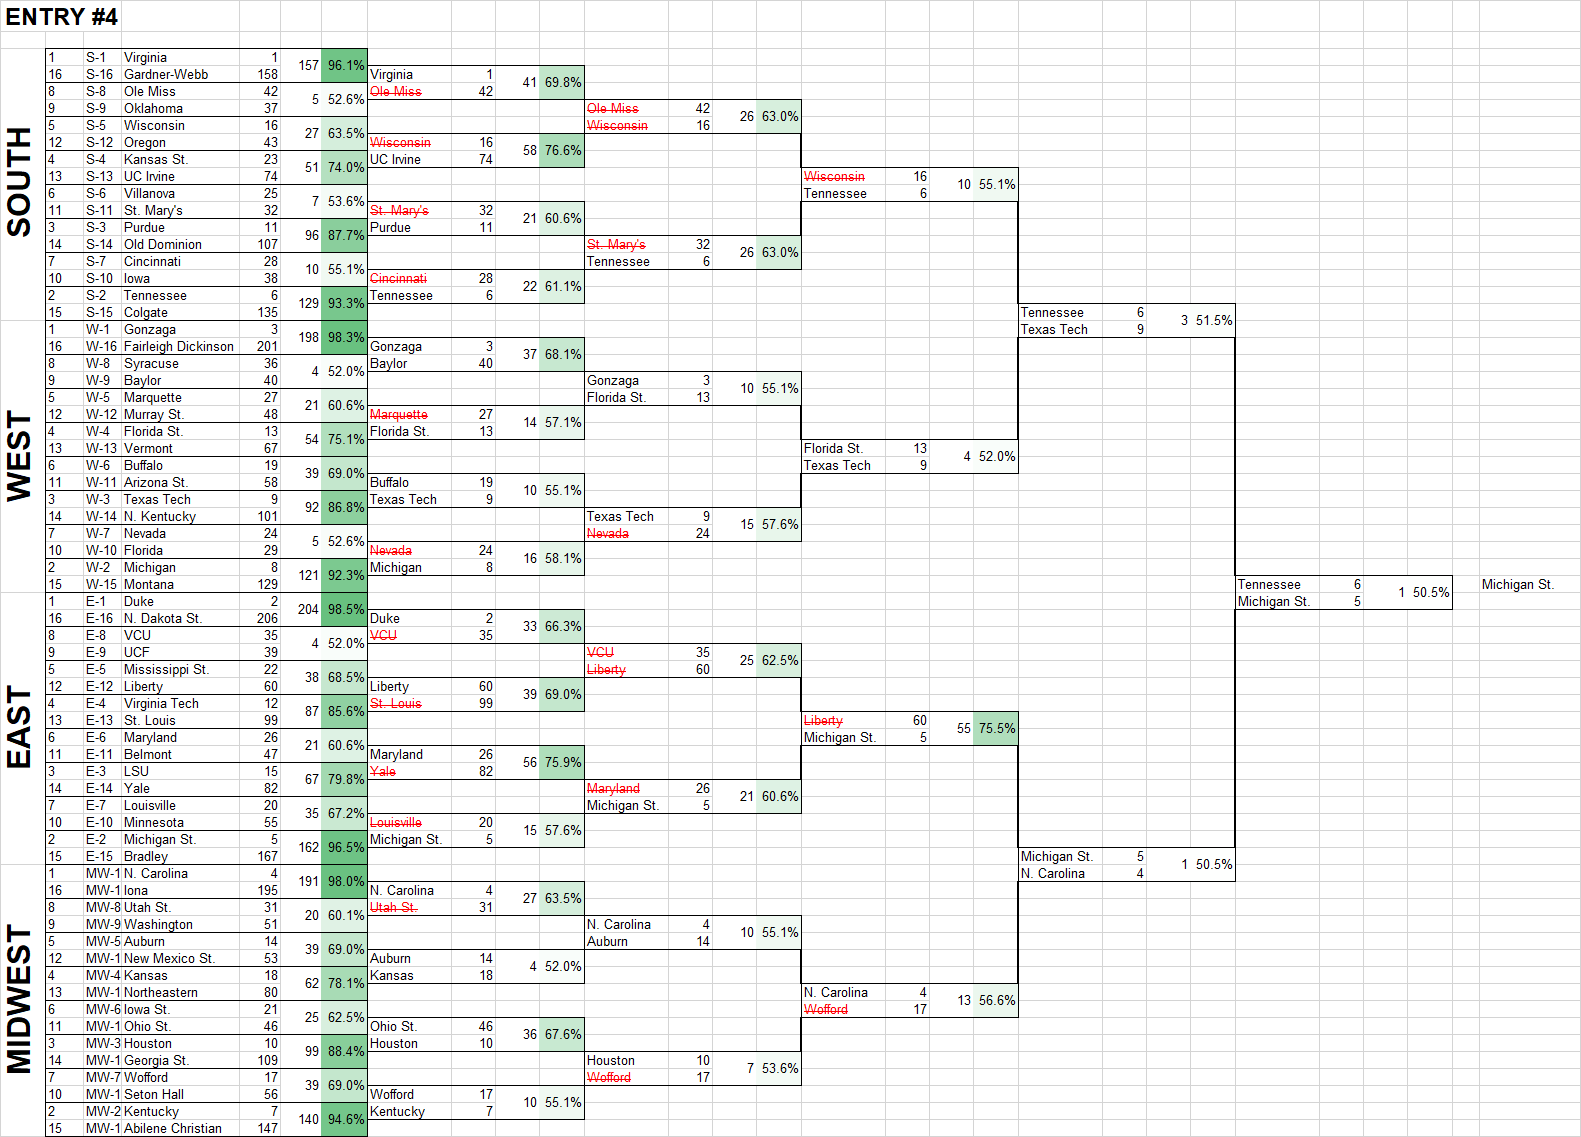 ENTRY #4
1 S-1 Virginia 1 157 96.1%
16 S-16 Gardner-Webb 158 Virginia 1 41 69.8%
8 S-8 Ole Miss 42 5 52.6% Ole Miss 42
9 S-9 Oklahoma 37 Ole Miss 42 26 63.0%
5 S-5 Wisconsin 16 27 63.5% Wisconsin 16
12 S-12 Oregon 43 Wisconsin 16 58 76.6%
4 S-4 Kansas St. 23 51 74.0% UC Irvine 74
13 S-13 UC Irvine 74 Wisconsin 16 10 55.1%
6 S-6 Villanova 25 7 53.6% Tennessee 6
11 S-11 St. Mary's 32 St. Mary's 32 21 60.6%
3 S-3 Purdue 11 96 87.7% Purdue 11
14 S-14 Old Dominion 107 St. Mary's 32 26 63.0%
7 S-7 Cincinnati 28 10 55.1% Tennessee 6
10 S-10 Iowa 38 Cincinnati 28 22 61.1%
2 S-2 Tennessee 6 129 93.3% Tennessee 6
15 S-15 Colgate 135 Tennessee 6 3 51.5%
1 W-1 Gonzaga 3 198 98.3% Texas Tech 9
16 W-16 Fairleigh Dickinson 201 Gonzaga 3 37 68.1%
8 W-8 Syracuse 36 4 52.0% Baylor 40
9 W-9 Baylor 40 Gonzaga 3 10 55.1%
5 W-5 Marquette 27 21 60.6% Florida St. 13
12 W-12 Murray St. 48 Marquette 27 14 57.1%
4 W-4 Florida St. 13 54 75.1% Florida St. 13
13 W-13 Vermont 67 Florida St. 13 4 52.0%
6 W-6 Buffalo 19 39 69.0% Texas Tech 9
11 W-11 Arizona St. 58 Buffalo 19 10 55.1%
3 W-3 Texas Tech 9 92 86.8% Texas Tech 9
14 W-14 N. Kentucky 101 Texas Tech 9 15 57.6%
7 W-7 Nevada 24 5 52.6% Nevada 24
10 W-10 Florida 29 Nevada 24 16 58.1%
2 W-2 Michigan 8 121 92.3% Michigan 8
15 W-15 Montana 129 Tennessee 6 1 50.5% Michigan St.
1 E-1 Duke 2 204 98.5% Michigan St. 5
16 E-16 N. Dakota St. 206 Duke 2 33 66.3%
8 E-8 VCU 35 4 52.0% VCU 35
9 E-9 UCF 39 VCU 35 25 62.5%
5 E-5 Mississippi St. 22 38 68.5% Liberty 60
12 E-12 Liberty 60 Liberty 60 39 69.0%
4 E-4 Virginia Tech 12 87 85.6% St. Louis 99
13 E-13 St. Louis 99 Liberty 60 55 75.5%
6 E-6 Maryland 26 21 60.6% Michigan St. 5
11 E-11 Belmont 47 Maryland 26 56 75.9%
3 E-3 LSU 15 67 79.8% Yale 82
14 E-14 Yale 82 Maryland 26 21 60.6%
7 E-7 Louisville 20 35 67.2% Michigan St. 5
10 E-10 Minnesota 55 Louisville 20 15 57.6%
2 E-2 Michigan St. 5 162 96.5% Michigan St. 5
15 E-15 Bradley 167 Michigan St. 5 1 50.5%
1 MW-1 N. Carolina 4 191 98.0% N. Carolina 4
16 MW-1 Iona 195 N. Carolina 4 27 63.5%
8 MW-8 Utah St. 31 20 60.1% Utah St. 31
9 MW-9 Washington 51 N. Carolina 4 10 55.1%
5 MW-5 Auburn 14 39 69.0% Auburn 14
12 MW-1 New Mexico St. 53 Auburn 14 4 52.0%
4 MW-4 Kansas 18 62 78.1% Kansas 18
13 MW-1 Northeastern 80 N. Carolina 4 13 56.6%
6 MW-6 Iowa St. 21 25 62.5% Wofford 17
11 MW-1 Ohio St. 46 Ohio St. 46 36 67.6%
3 MW-3 Houston 10 99 88.4% Houston 10
14 MW-1 Georgia St. 109 Houston 10 7 53.6%
7 MW-7 Wofford 17 39 69.0% Wofford 17
10 MW-1 Seton Hall 56 Wofford 17 10 55.1%
2 MW-2 Kentucky 7 140 94.6% Kentucky 7
15 MW-1 Abilene Christian 147
SOUTH
WEST
EAST
MIDWEST